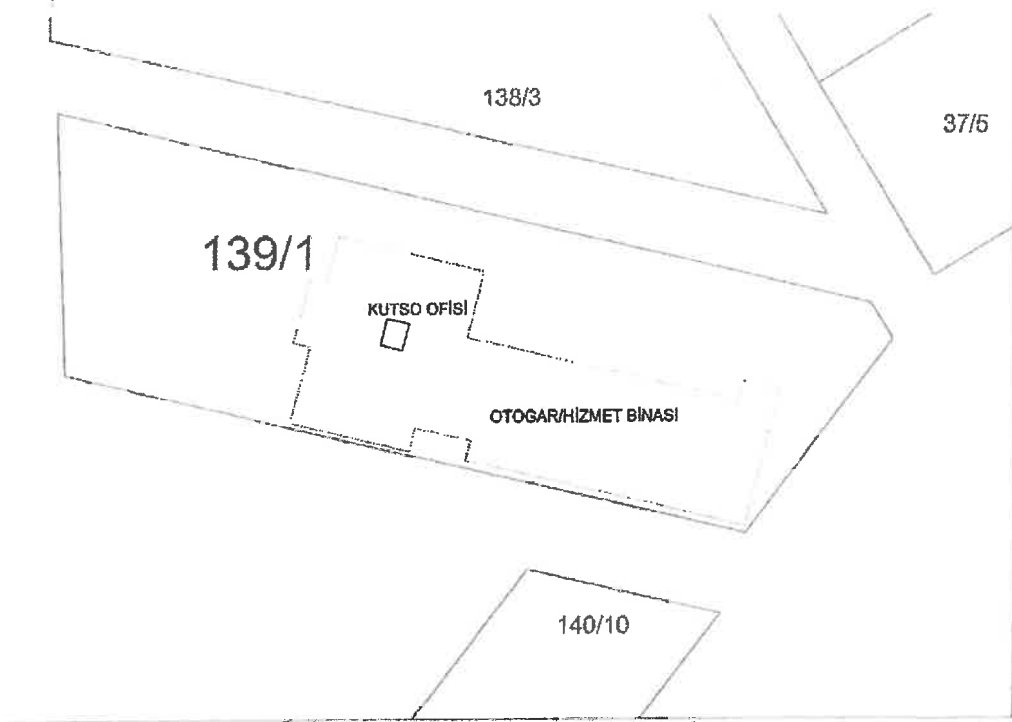 138/3
37/5
139/1
KUTSO OFİSİ
OTOGAR/HİZMET BİNASI
140/10